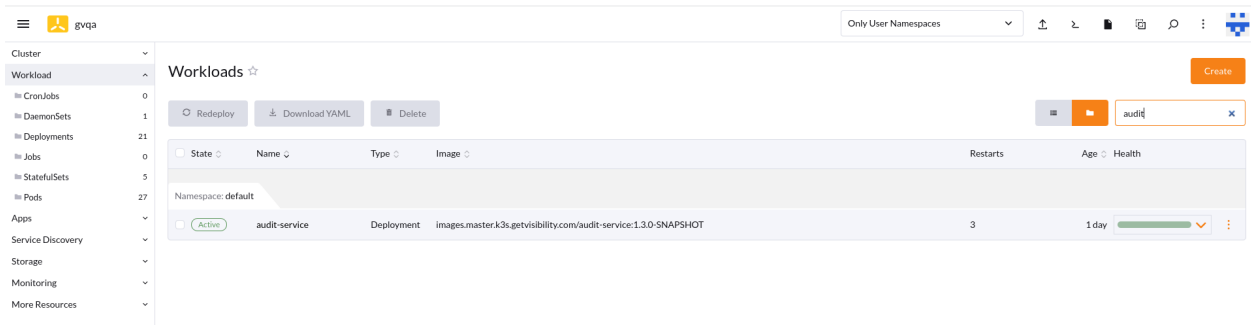 gvqa
Only User Namespaces
Cluster
Workload
CronJobs 0
DaemonSets 1
Deployments 21
Jobs 0
StatefulSets 5
Pods 27
Apps
Service Discovery
Storage
Monitoring
More Resources
Workloads
Create
Redeploy
Download YAML
Delete
audit
State Name Type Image Restarts Age Health
Namespace: default
Active audit-service Deployment images.master.k3s.getvisibility.com/audit-service:1.3.0-SNAPSHOT 3 1 day